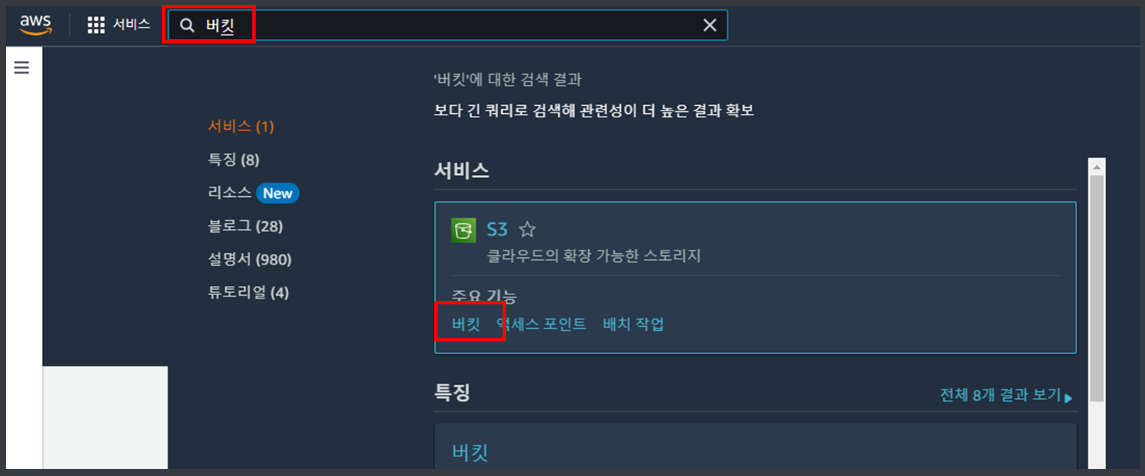 aws 서비스 버킷
'버킷'에 대한 검색 결과
보다 긴 쿼리로 검색해 관련성이 더 높은 결과 확보
서비스 (1)
특징 (8)
리소스 New
블로그 (28)
설명서 (980)
튜토리얼 (4)
서비스
S3
클라우드의 확장 가능한 스토리지
주요 기능
버킷 액세스 포인트 배치 작업
특징 전체 8개 결과 보기
버킷